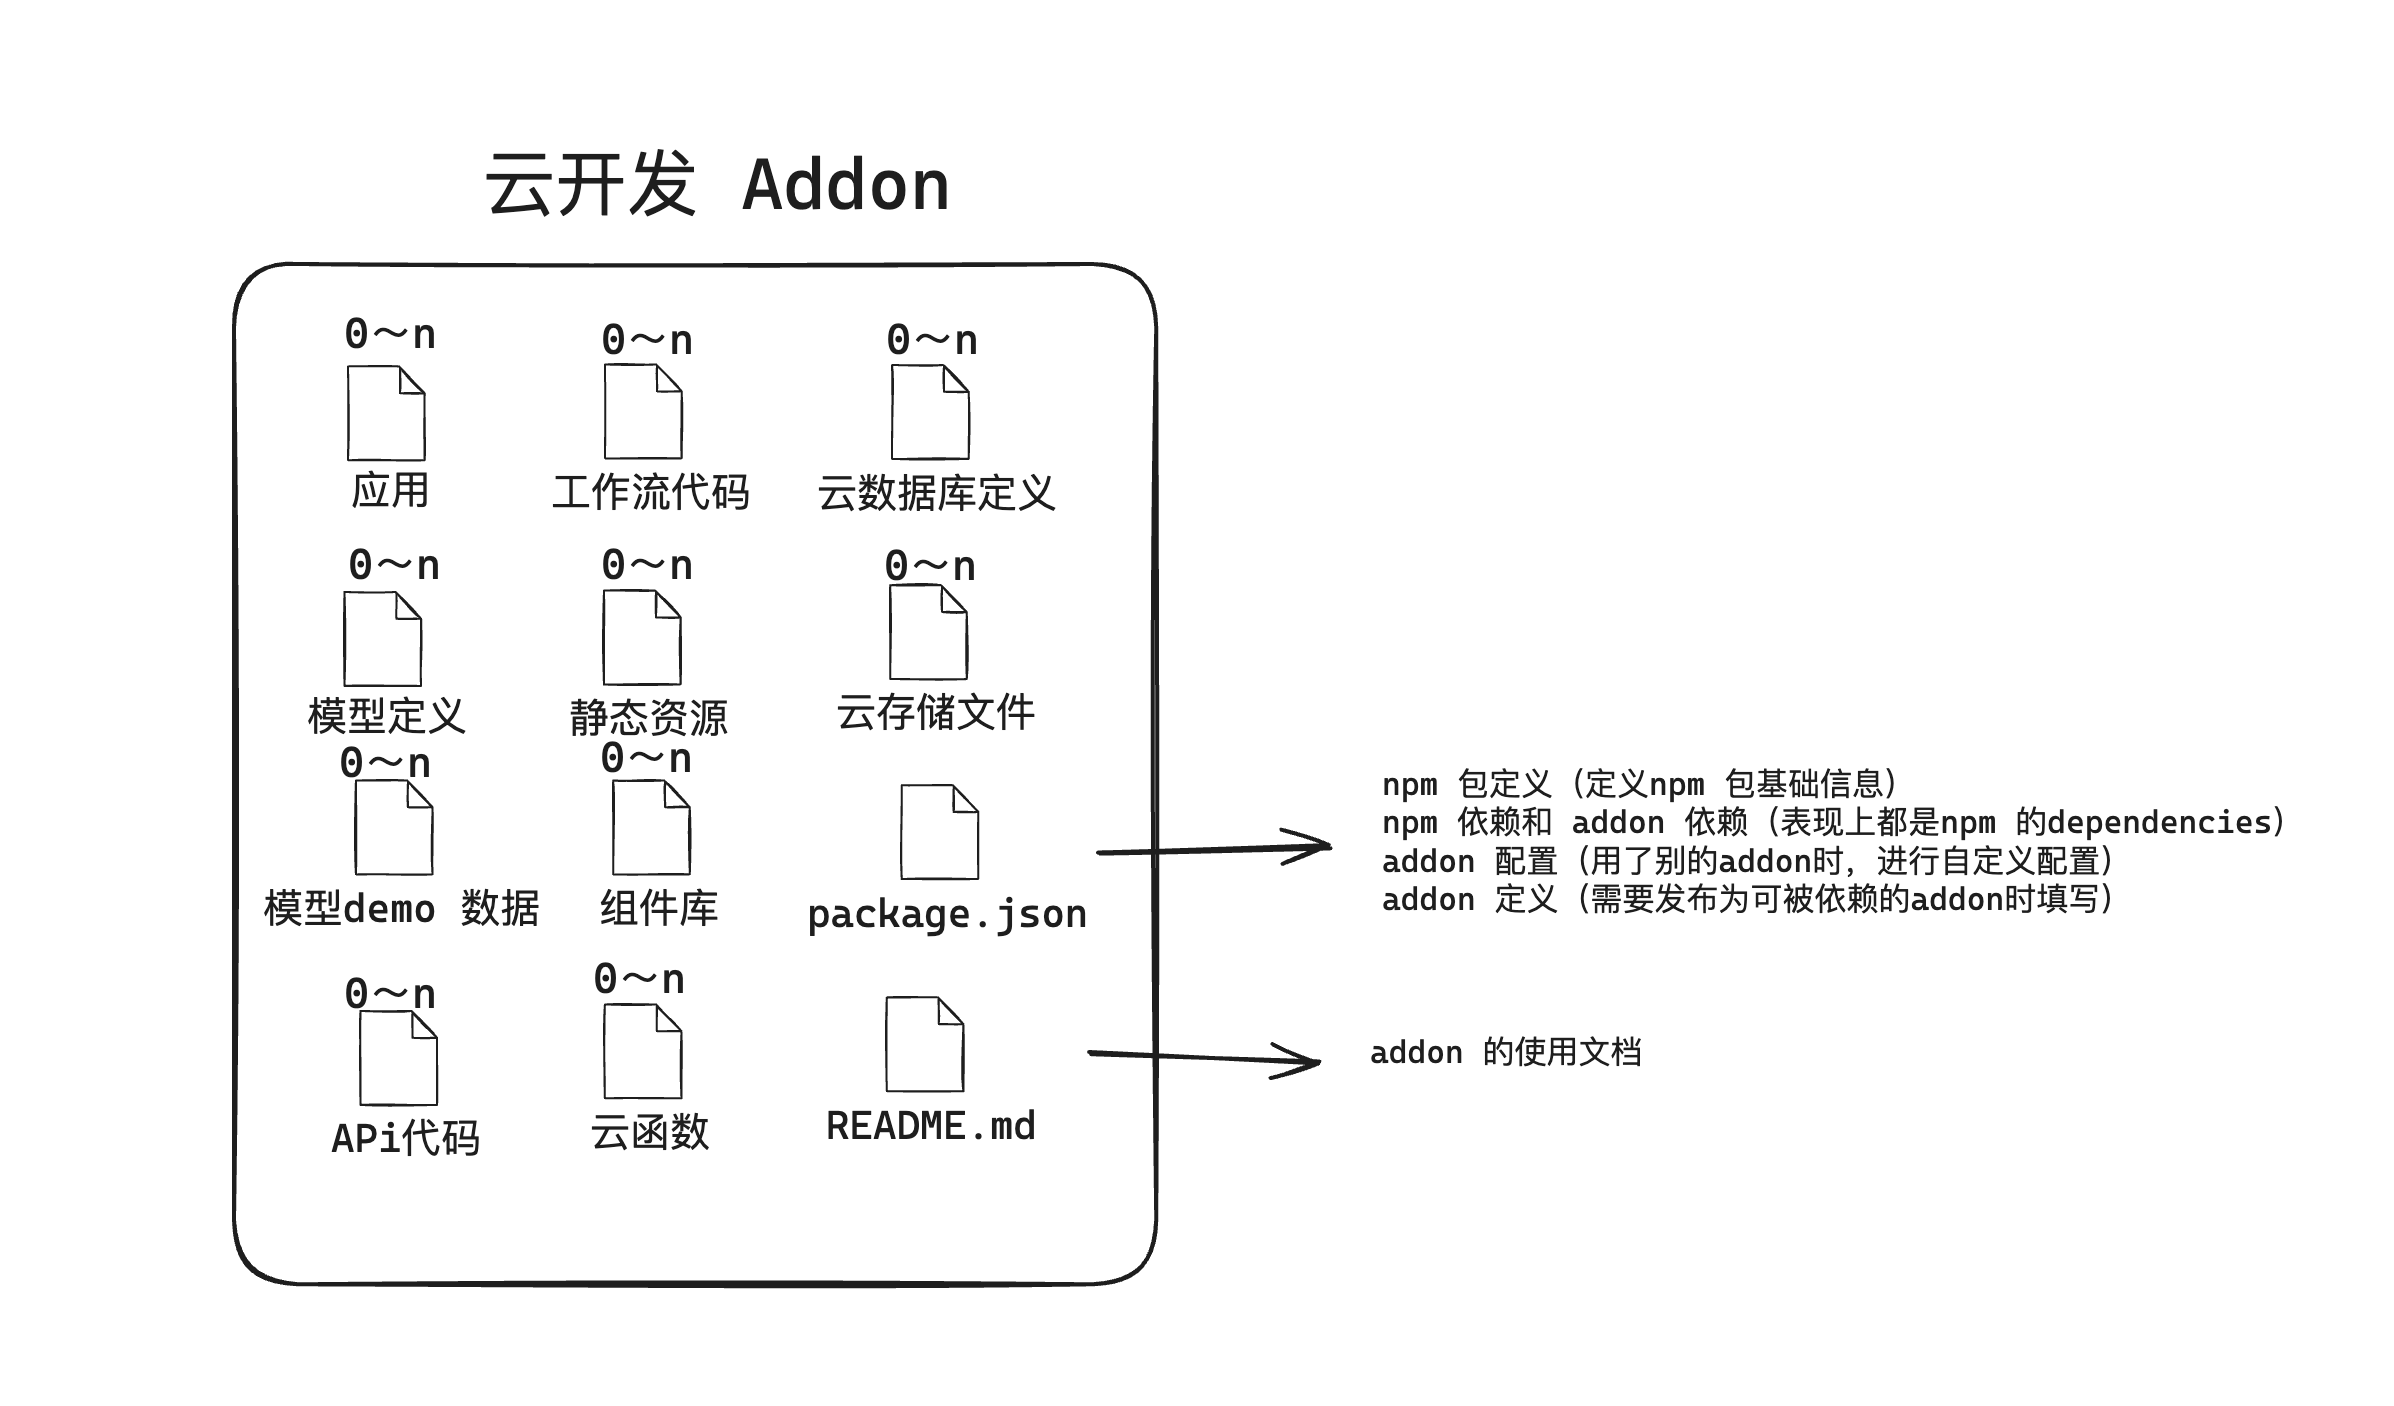 云开发 Addon
0～n
0～n
0～n
应用
工作流代码
云数据库定义
0～n
0～n
0～n
模型定义
静态资源
云存储文件
0～n
0～n
模型demo 数据
组件库
package.json
npm 包定义（定义npm 包基础信息）
npm 依赖和 addon 依赖（表现上都是npm 的dependencies）
addon 配置（用了别的addon时，进行自定义配置）
addon 定义（需要发布为可被依赖的addon时填写）
0～n
0～n
APi代码
云函数
README.md
addon 的使用文档